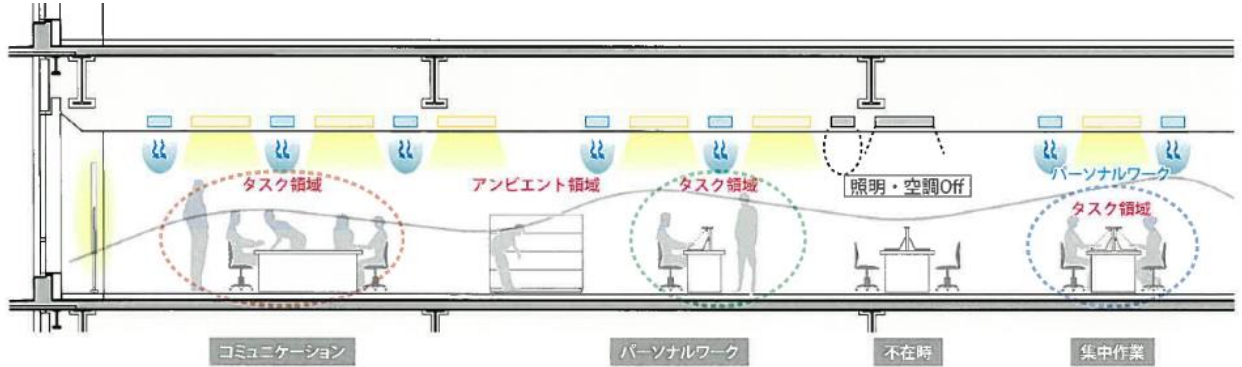 タスク領域
アンビエント領域
タスク領域
照明・空調Off
パーソナルワーク
タスク領域
コミュニケーション
パーソナルワーク
不在時
集中作業